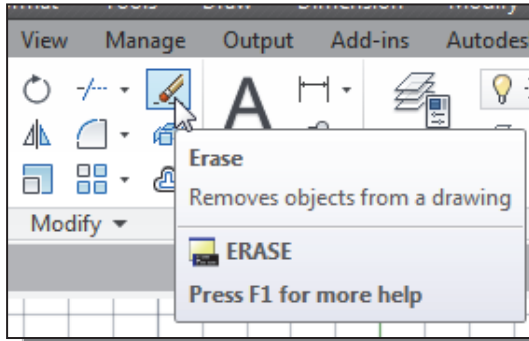 View Manage Output Add-ins Autodes
A
Erase
Removes objects from a drawing
Modify
ERASE
Press F1 for more help